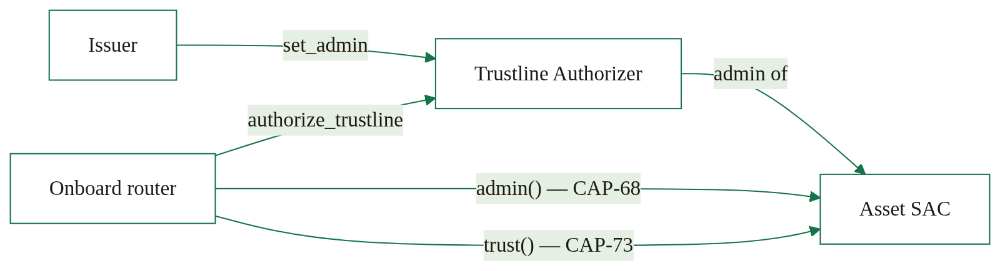 Issuer
set_admin
Trustline Authorizer
admin of
authorize_trustline
Onboard router
admin() — CAP-68
Asset SAC
trust() — CAP-73